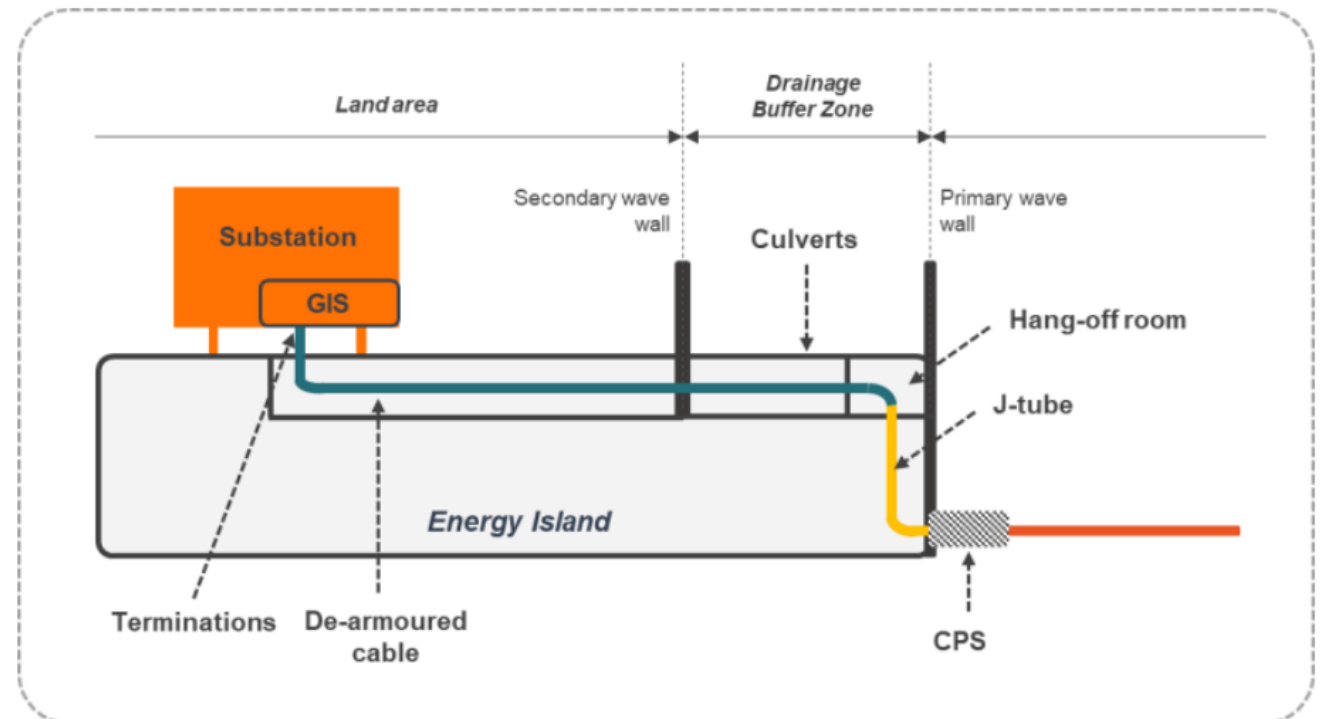 Land area
Drainage
Buffer Zone
Secondary wave
wall
Primary wave
wall
Substation
Culverts
GIS
Hang-off room
J-tube
Energy Island
Terminations
De-armoured
cable
CPS